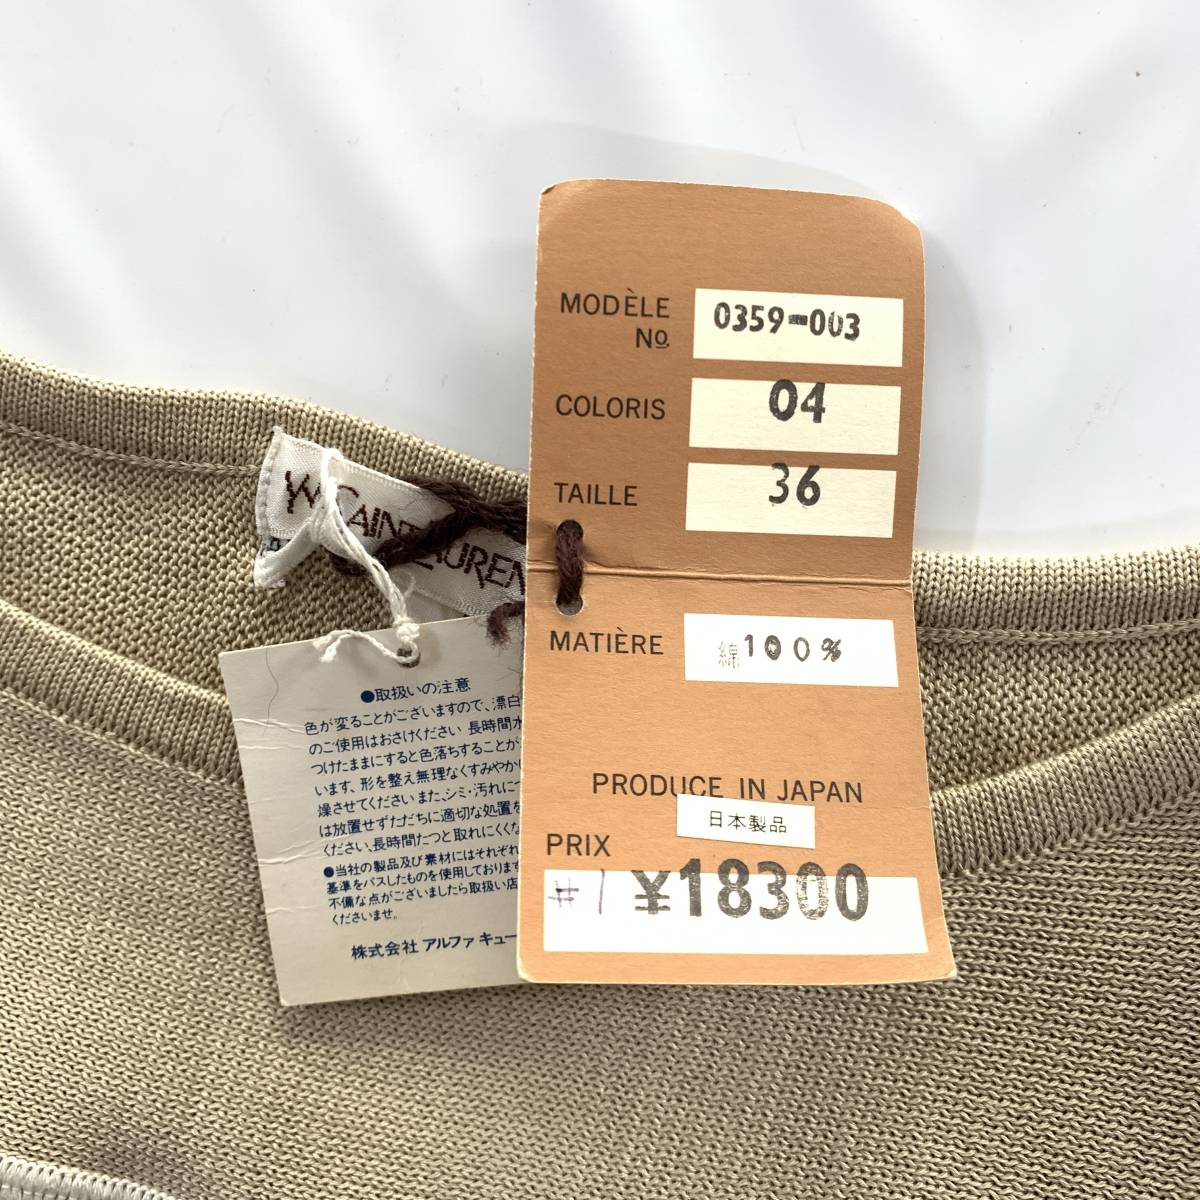 MODÈLE
No. 0359-003
COLORIS 04
TAILLE 36
MATIÈRE 綿100%
PRODUCE IN JAPAN
日本製品
PRIX
#1 ¥18300
SAINT LAUREN
●取扱いの注意
色が変ることがございますので、漂白
のご使用はおさけください 長時間水
つけたままにすると色落ちすることが
います、形を整え無理なくすみやかに
燥させてください また、シミ・汚れにつ
は放置せずただちに適切な処置を
ください、長時間たつと取れにくくな
●当社の製品及び素材にはそれぞれ
基準をパスしたものを使用しております
不備な点がございましたら取扱い店
くださいませ。
株式会社 アルファ キュー